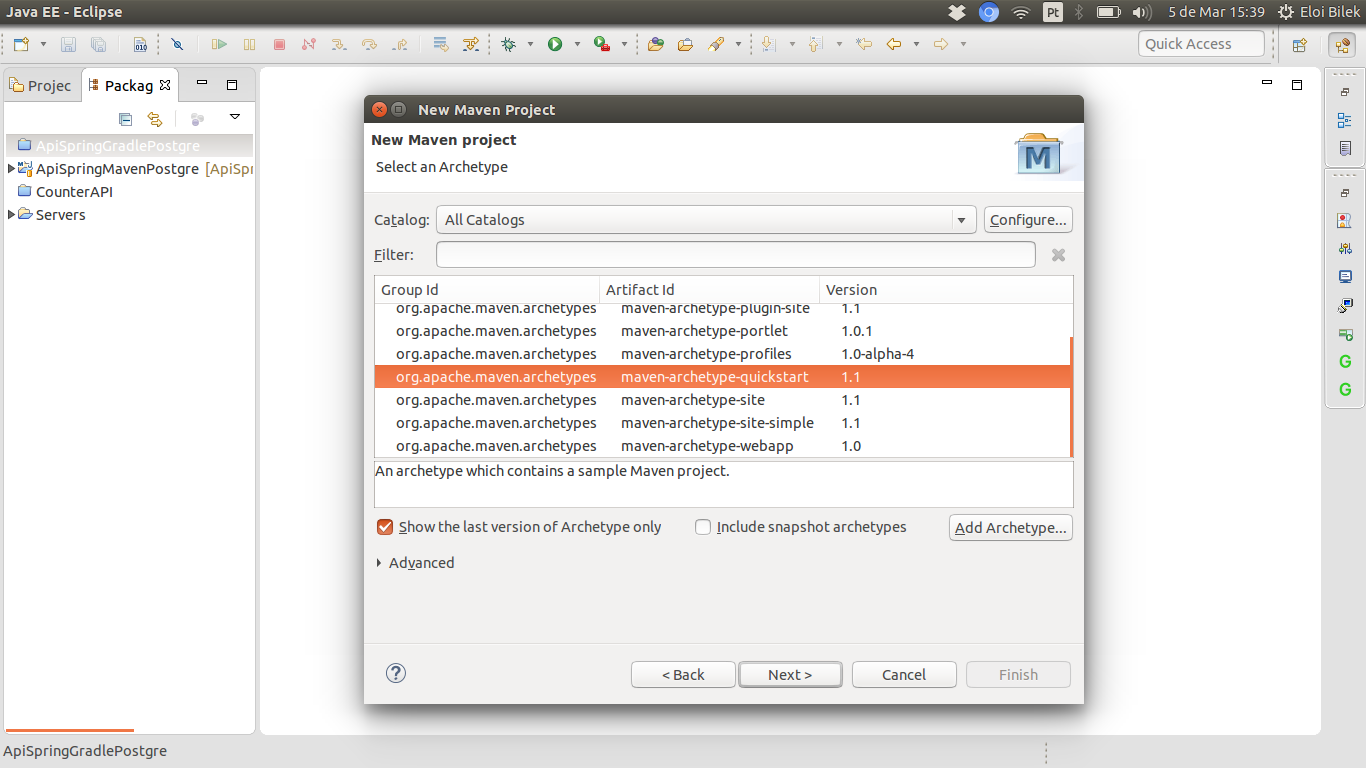 Java EE - Eclipse
Pt
5 de Mar 15:39
Eloi Bilek
010
Quick Access
Projec
Packag
New Maven Project
ApiSpringGradlePostgre
ApiSpringMavenPostgre [ApiSpr
CounterAPI
Servers
New Maven project
Select an Archetype
M
Catalog:
All Catalogs
Configure...
Filter:
Group Id Artifact Id Version
org.apache.maven.archetypes maven-archetype-plugin-site 1.1
org.apache.maven.archetypes maven-archetype-portlet 1.0.1
org.apache.maven.archetypes maven-archetype-profiles 1.0-alpha-4
org.apache.maven.archetypes maven-archetype-quickstart 1.1
org.apache.maven.archetypes maven-archetype-site 1.1
org.apache.maven.archetypes maven-archetype-site-simple 1.1
org.apache.maven.archetypes maven-archetype-webapp 1.0
An archetype which contains a sample Maven project.
Show the last version of Archetype only
Include snapshot archetypes
Add Archetype...
Advanced
G
G
?
< Back
Next >
Cancel
Finish
ApiSpringGradlePostgre